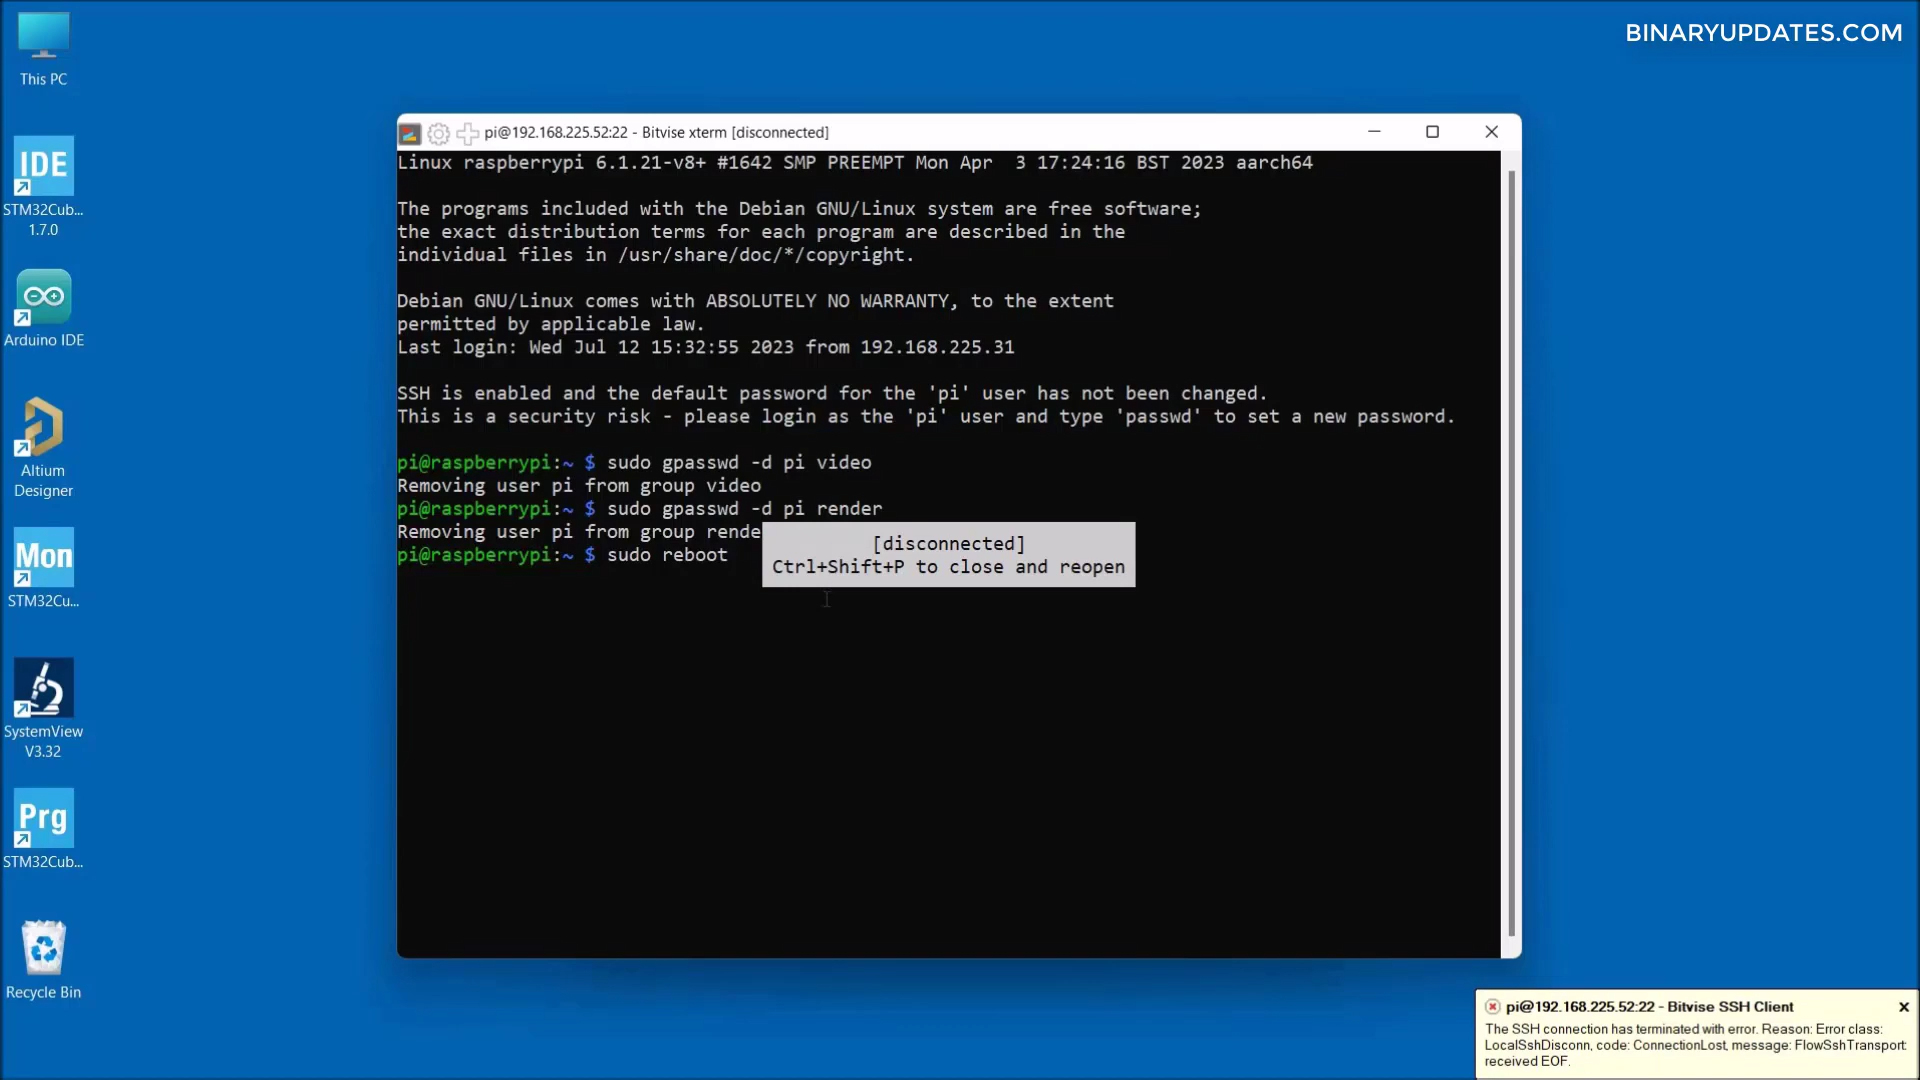 BINARYUPDATES.COM
This PC
IDE
STM32Cub...
1.7.0
Arduino IDE
Altium
Designer
Mon
STM32Cu...
SystemView
V3.32
Prg
STM32Cub...
Recycle Bin
pi@192.168.225.52:22 - Bitvise xterm [disconnected]
Linux raspberrypi 6.1.21-v8+ #1642 SMP PREEMPT Mon Apr  3 17:24:16 BST 2023 aarch64
The programs included with the Debian GNU/Linux system are free software;
the exact distribution terms for each program are described in the
individual files in /usr/share/doc/*/copyright.
Debian GNU/Linux comes with ABSOLUTELY NO WARRANTY, to the extent
permitted by applicable law.
Last login: Wed Jul 12 15:32:55 2023 from 192.168.225.31
SSH is enabled and the default password for the 'pi' user has not been changed.
This is a security risk - please login as the 'pi' user and type 'passwd' to set a new password.
pi@raspberrypi:~ $ sudo gpasswd -d pi video
Removing user pi from group video
pi@raspberrypi:~ $ sudo gpasswd -d pi render
Removing user pi from group rende
pi@raspberrypi:~ $ sudo reboot
[disconnected]
Ctrl+Shift+P to close and reopen
pi@192.168.225.52:22 - Bitvise SSH Client
The SSH connection has terminated with error. Reason: Error class:
LocalSshDisconn, code: ConnectionLost, message: FlowSshTransport:
received EOF.